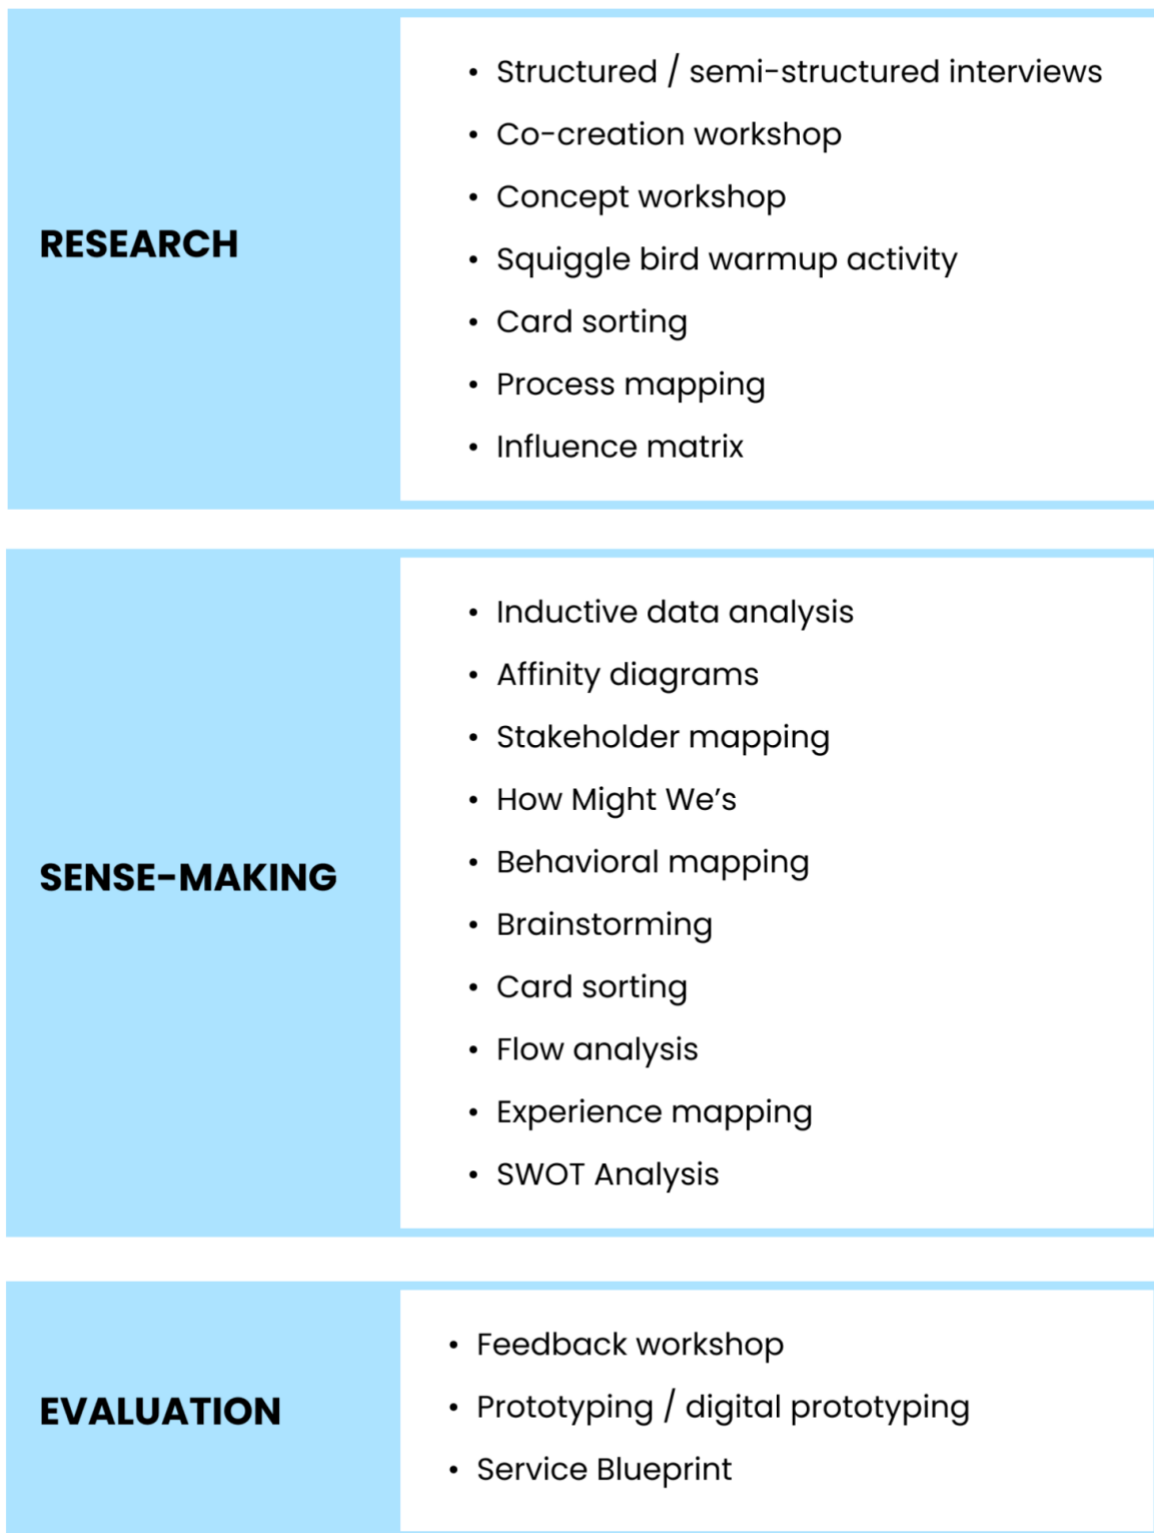 RESEARCH
• Structured / semi-structured interviews
• Co-creation workshop
• Concept workshop
• Squiggle bird warmup activity
• Card sorting
• Process mapping
• Influence matrix
SENSE-MAKING
• Inductive data analysis
• Affinity diagrams
• Stakeholder mapping
• How Might We’s
• Behavioral mapping
• Brainstorming
• Card sorting
• Flow analysis
• Experience mapping
• SWOT Analysis
EVALUATION
• Feedback workshop
• Prototyping / digital prototyping
• Service Blueprint